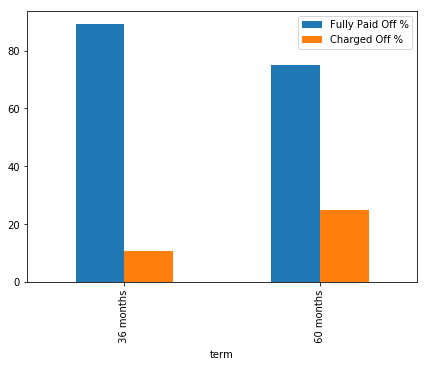 Fully Paid Off %
Charged Off %
80
60
40
20
0
36 months
60 months
term